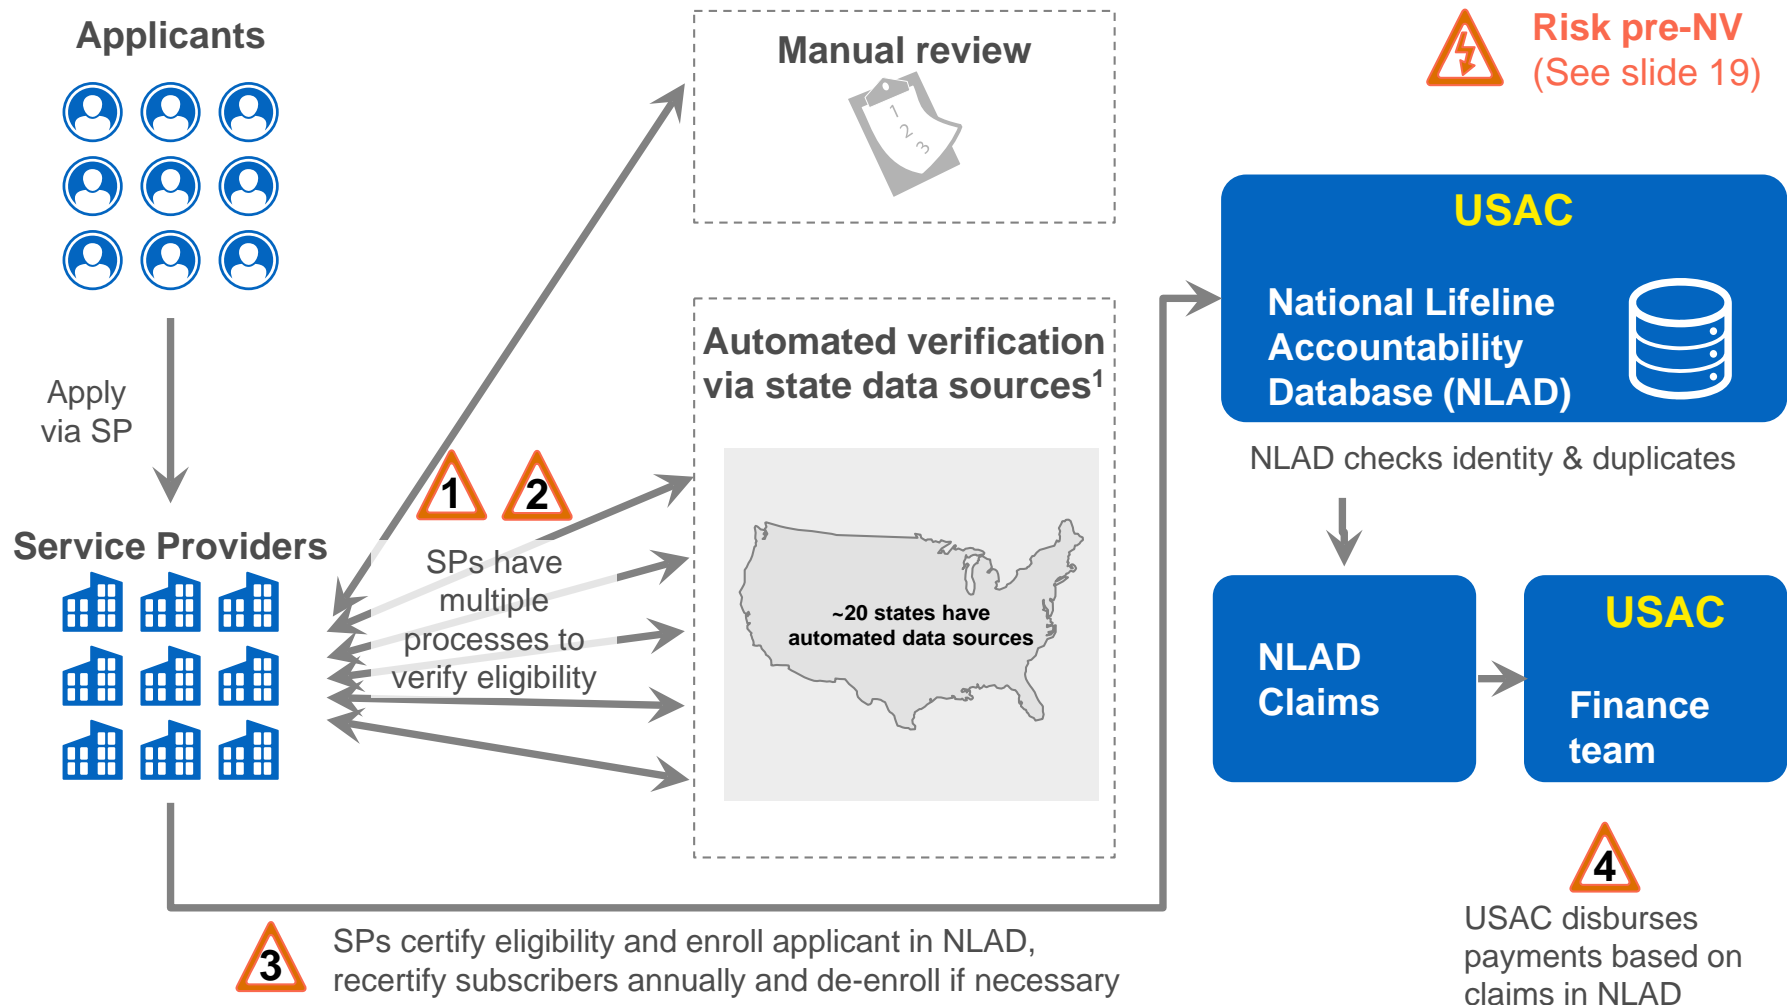 Applicants
Apply
via SP
Service Providers
Manual review
1
2
3
Automated verification
via state data sources1
~20 states have
automated data sources
1
2
SPs have
multiple
processes to
verify eligibility
3
SPs certify eligibility and enroll applicant in NLAD,
recertify subscribers annually and de-enroll if necessary
Risk pre-NV
(See slide 19)
USAC
National Lifeline
Accountability
Database (NLAD)
NLAD checks identity & duplicates
NLAD
Claims
USAC
Finance
team
4
USAC disburses
payments based on
claims in NLAD